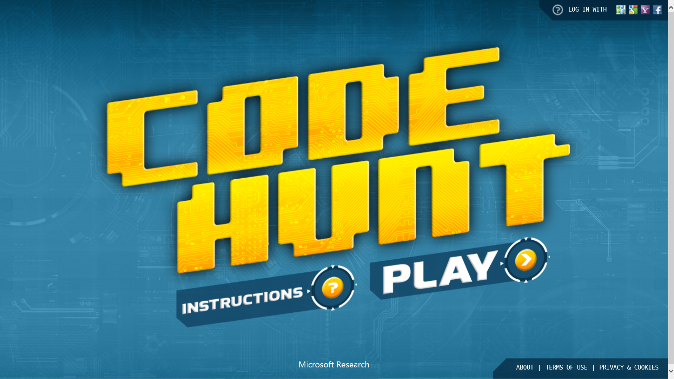 LOG IN WITH
CODE
HUNT
INSTRUCTIONS
PLAY
Microsoft Research
ABOUT | TERMS OF USE | PRIVACY & COOKIES